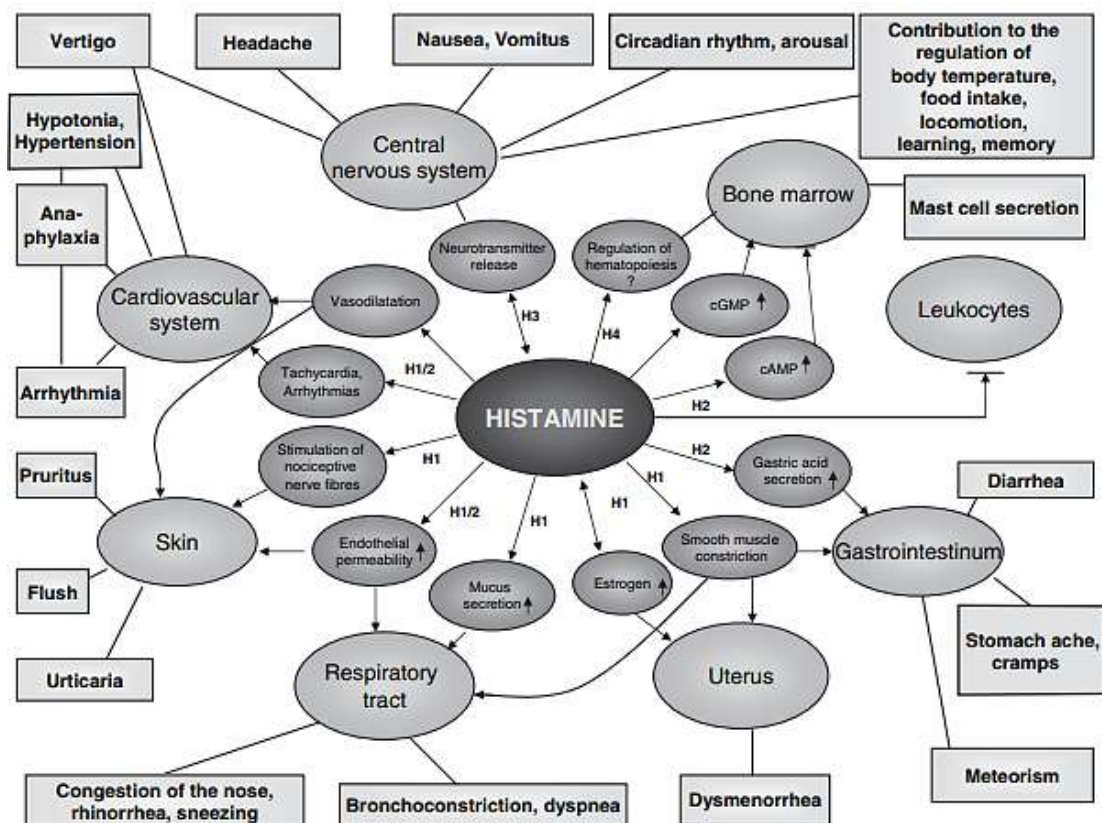 Vertigo
Headache
Nausea, Vomitus
Circadian rhythm, arousal
Contribution to the
regulation of
body temperature,
food intake,
locomotion,
learning, memory
Hypotonia,
Hypertension
Central
nervous system
Bone marrow
Mast cell secretion
Ana-
phylaxia
Neurotransmitter
release
Regulation of
hematopoiesis
?
Cardiovascular
system
Vasodilatation
cGMP
Leukocytes
H3
H4
Arrhythmia
Tachycardia,
Arrhythmias
H1/2
cAMP
H2
HISTAMINE
Stimulation of
nociceptive
nerve fibres
H1
H2
Gastric acid
secretion
Pruritus
H1
H1
Diarrhea
H1/2
H1
Skin
Endothelial
permeability
Smooth muscle
constriction
Gastrointestinum
Flush
Mucus
secretion
Estrogen
Stomach ache,
cramps
Urticaria
Respiratory
tract
Uterus
Meteorism
Congestion of the nose,
rhinorrhea, sneezing
Bronchoconstriction, dyspnea
Dysmenorrhea